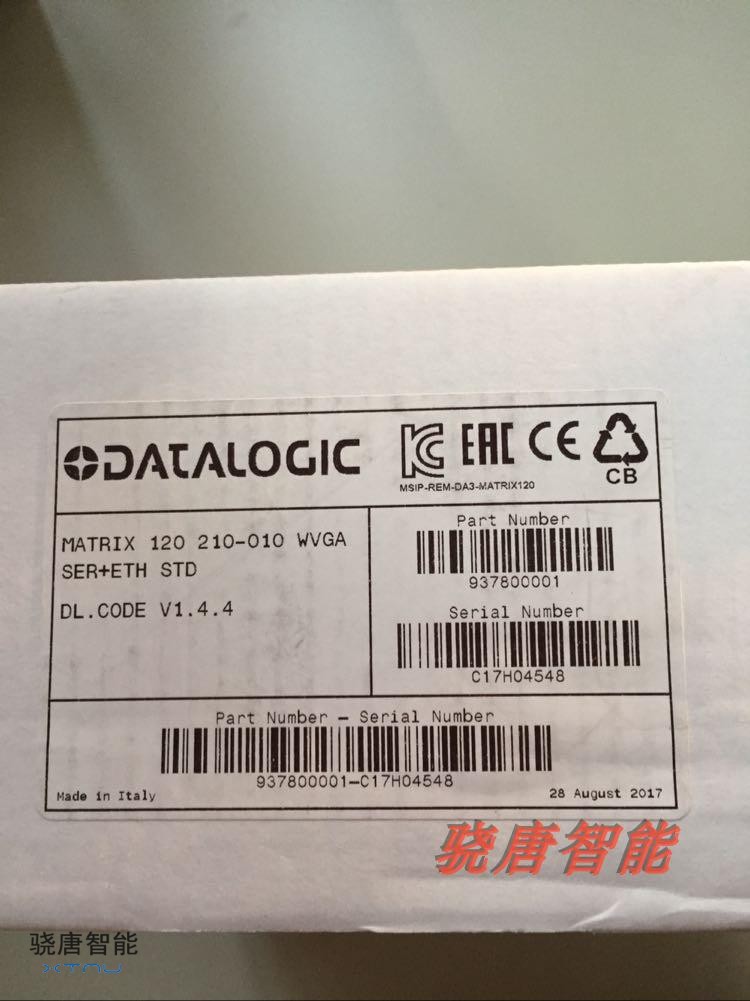 DATALOGIC
EAC CE
MSIP-REM-DA3-MATRIX120
CB
MATRIX 120 210-010 WVGA
SER+ETH STD
DL.CODE V1.4.4
Part Number
937800001
Serial Number
C17H04548
Part Number – Serial Number
937800001-C17H04548
Made in Italy
28 August 2017
骁唐智能
骁唐智能